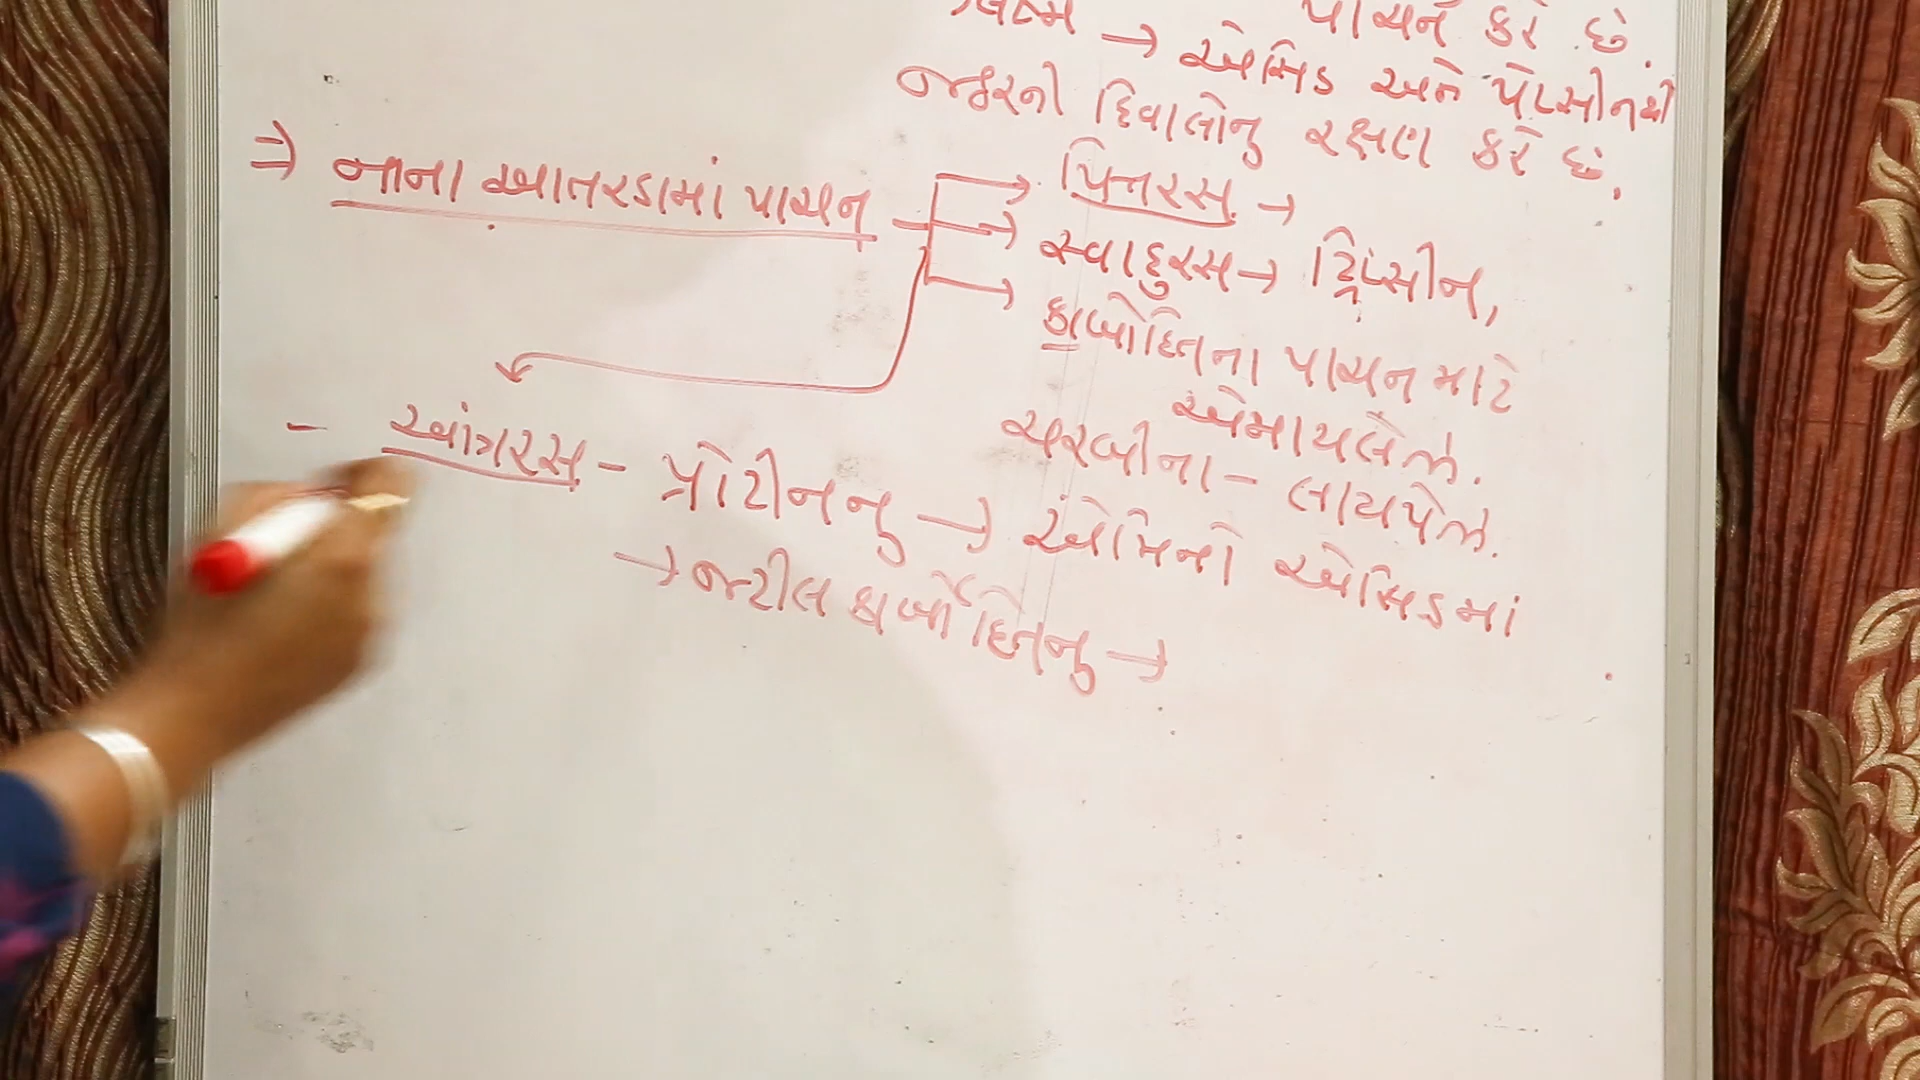 પાચન કરે છે.
→ એસિડ અને પેપ્સીનથી
જઠરની દિવાલોનુ રક્ષણ કરે છે.
⇒ નાના આતરડામાં પાચન
→ પિત્તરસ →
→ સ્વાદુરસ → ટ્રિપ્સીન,
→ કાર્બોદિતના પાચન માટે
એમાયલેઝ.
ચરબીના - લાયપેઝ.
- આંત્રરસ - પ્રોટીનનુ → એમિનો એસિડમાં
→ જટીલ કાર્બોદિતનુ →